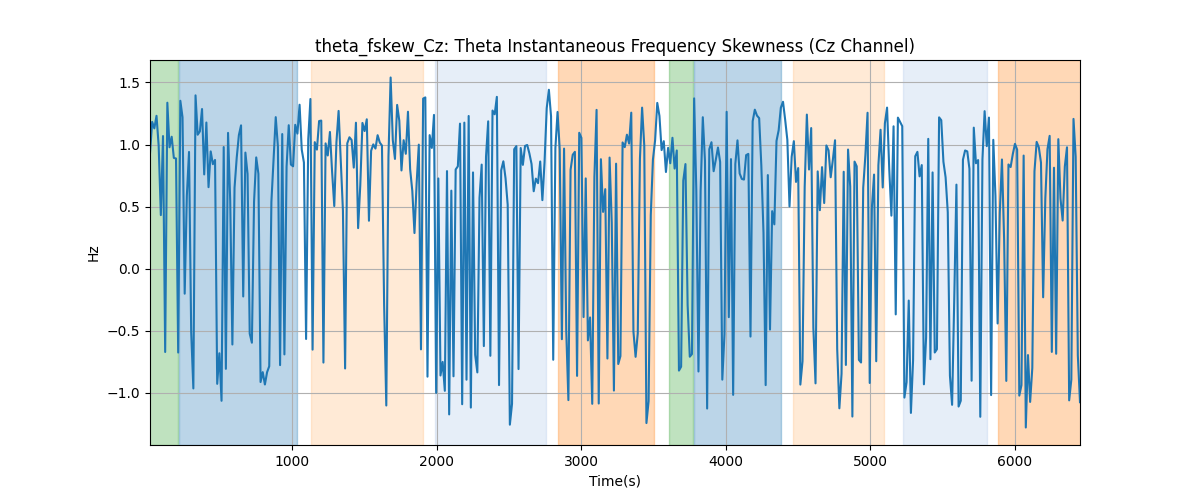 theta_fskew_Cz: Theta Instantaneous Frequency Skewness (Cz Channel)
1.5
1.0
0.5
0.0
−0.5
−1.0
Hz
1000 2000 3000 4000 5000 6000
Time(s)